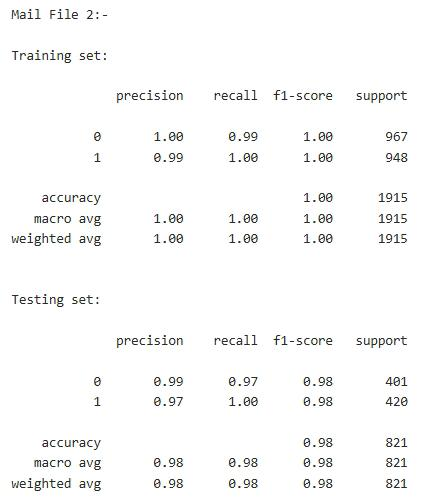 Mail File 2:-
Training set:
precision recall f1-score support
0 1.00 0.99 1.00 967
1 0.99 1.00 1.00 948
accuracy 1.00 1915
macro avg 1.00 1.00 1.00 1915
weighted avg 1.00 1.00 1.00 1915
Testing set:
precision recall f1-score support
0 0.99 0.97 0.98 401
1 0.97 1.00 0.98 420
accuracy 0.98 821
macro avg 0.98 0.98 0.98 821
weighted avg 0.98 0.98 0.98 821